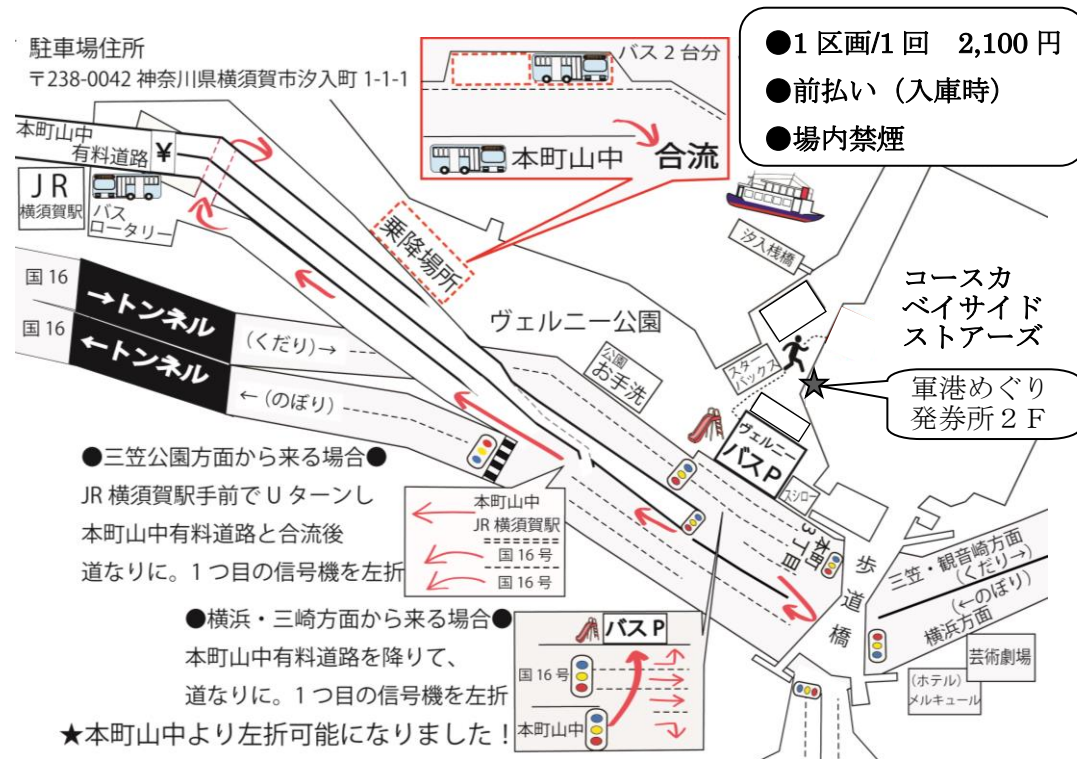 駐車場住所
〒238-0042 神奈川県横須賀市汐入町 1-1-1
●1 区画/1 回　2,100 円
●前払い（入庫時）
●場内禁煙
バス 2 台分
本町山中
合流
本町山中
有料道路
¥
JR
横須賀駅
バス
ロータリー
乗降場所
汐入桟橋
国 16
→トンネル
(くだり)→
国 16
←トンネル
←(のぼり)
ヴェルニー公園
公園
お手洗
スター
バックス
コースカ
ベイサイド
ストアーズ
軍港めぐり
発券所２Ｆ
ヴェルニー
バスP
スシロー
本町
3丁目
歩道橋
三笠・観音崎方面
(くだり→)
(←のぼり)
横浜方面
芸術劇場
(ホテル)
メルキュール
●三笠公園方面から来る場合●
JR 横須賀駅手前で U ターンし
本町山中有料道路と合流後
道なりに。1 つ目の信号機を左折
本町山中
JR 横須賀駅
国 16 号
国 16 号
●横浜・三崎方面から来る場合●
本町山中有料道路を降りて、
道なりに。1 つ目の信号機を左折
★本町山中より左折可能になりました！
バス P
国 16 号
本町山中